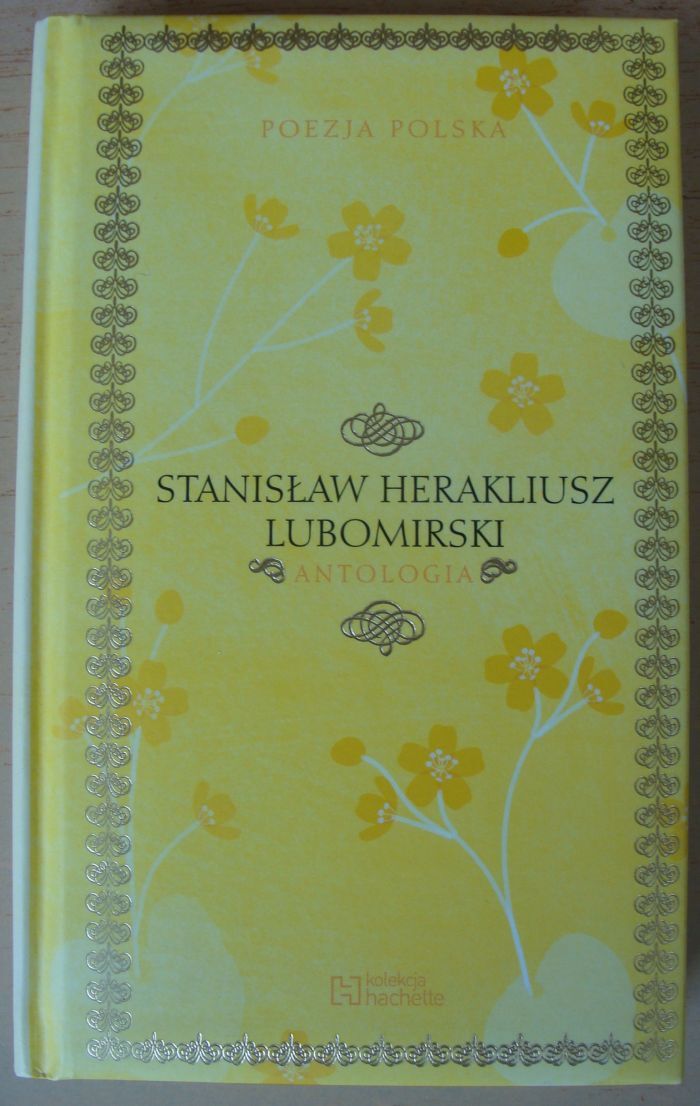 POEZJA POLSKA
STANISŁAW HERAKLIUSZ
LUBOMIRSKI
ANTOLOGIA
kolekcja
hachette